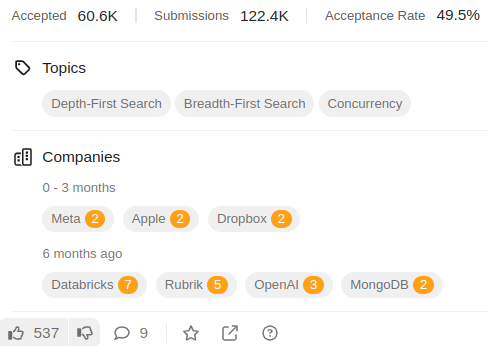 Accepted 60.6K Submissions 122.4K Acceptance Rate 49.5%
Topics
Depth-First Search Breadth-First Search Concurrency
Companies
0 - 3 months
Meta 2 Apple 2 Dropbox 2
6 months ago
Databricks 7 Rubrik 5 OpenAI 3 MongoDB 2
537 9